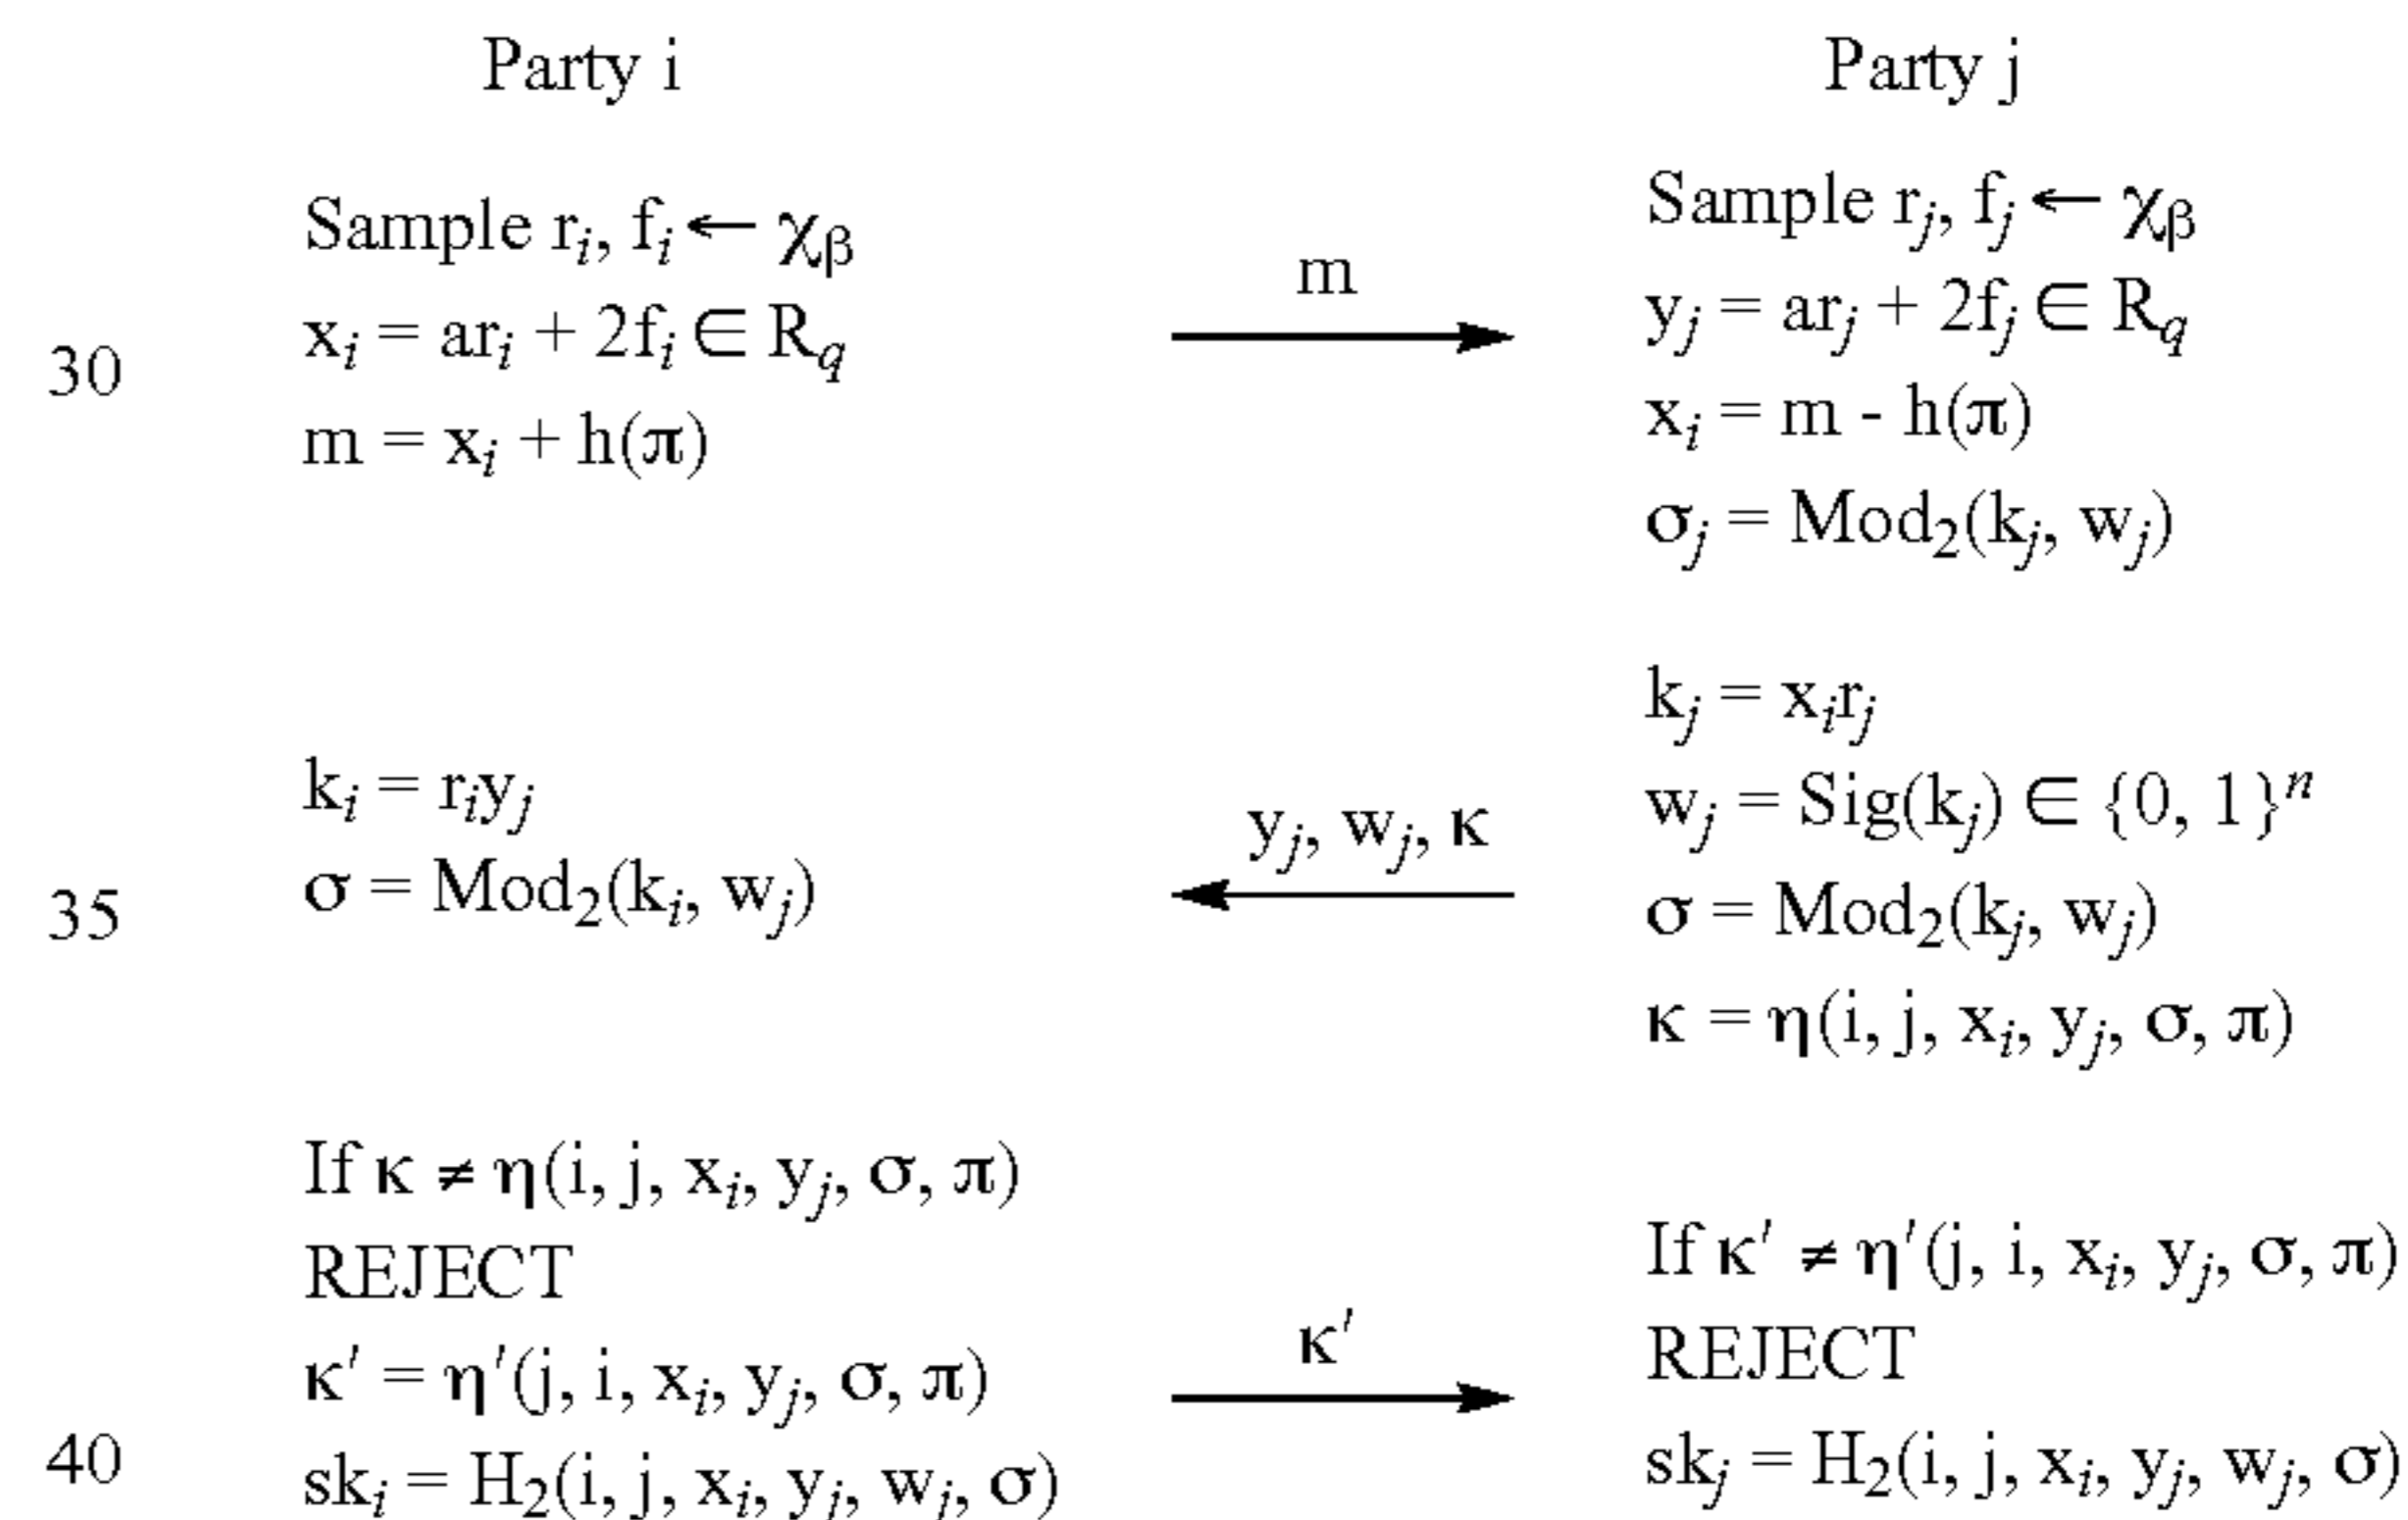 Party i
Party j
Sample rᵢ, fᵢ ← χᵦ
xᵢ = arᵢ + 2fᵢ ∈ R_q
30
m = xᵢ + h(π)
m
Sample rⱼ, fⱼ ← χᵦ
yⱼ = arⱼ + 2fⱼ ∈ R_q
xᵢ = m - h(π)
σⱼ = Mod₂(kⱼ, wⱼ)
kᵢ = rᵢyⱼ
σ = Mod₂(kᵢ, wⱼ)
35
yⱼ, wⱼ, κ
kⱼ = xᵢrⱼ
wⱼ = Sig(kⱼ) ∈ {0, 1}ⁿ
σ = Mod₂(kⱼ, wⱼ)
κ = η(i, j, xᵢ, yⱼ, σ, π)
If κ ≠ η(i, j, xᵢ, yⱼ, σ, π)
REJECT
κ' = η'(j, i, xᵢ, yⱼ, σ, π)
40
skᵢ = H₂(i, j, xᵢ, yⱼ, wⱼ, σ)
κ'
If κ' ≠ η'(j, i, xᵢ, yⱼ, σ, π)
REJECT
skⱼ = H₂(i, j, xᵢ, yⱼ, wⱼ, σ)